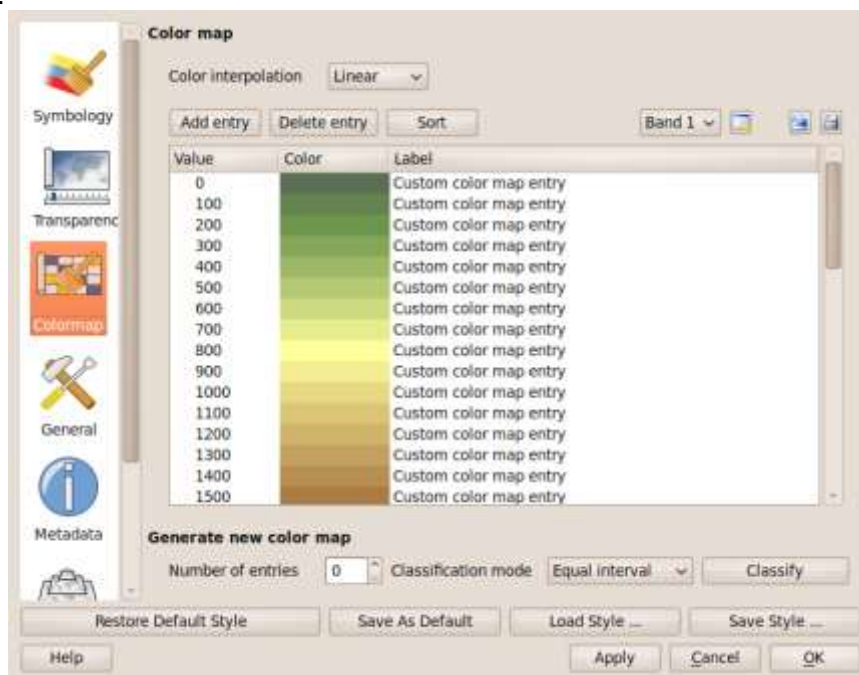 Color map
Color interpolation Linear
Symbology
Add entry Delete entry Sort Band 1
Value Color Label
0 Custom color map entry
100 Custom color map entry
Transparenc
200 Custom color map entry
300 Custom color map entry
400 Custom color map entry
500 Custom color map entry
600 Custom color map entry
Colormap
700 Custom color map entry
800 Custom color map entry
900 Custom color map entry
1000 Custom color map entry
1100 Custom color map entry
General
1200 Custom color map entry
1300 Custom color map entry
1400 Custom color map entry
1500 Custom color map entry
Metadata
Generate new color map
Number of entries 0 Classification mode Equal interval Classify
Restore Default Style Save As Default Load Style ... Save Style ...
Help Apply Cancel OK